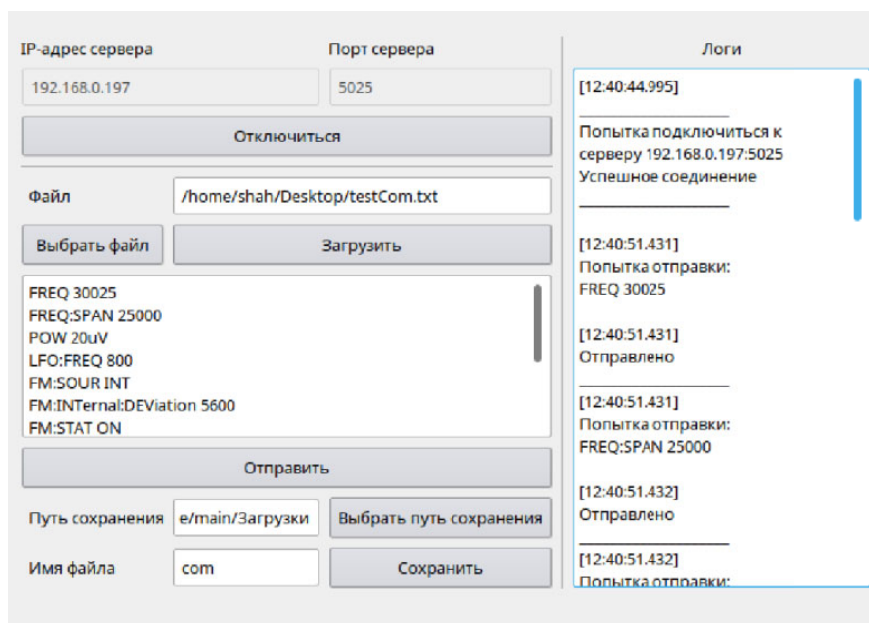 IP-адрес сервера
Порт сервера
192.168.0.197
5025
Отключиться
Файл
/home/shah/Desktop/testCom.txt
Выбрать файл
Загрузить
FREQ 30025
FREQ:SPAN 25000
POW 20uV
LFO:FREQ 800
FM:SOUR INT
FM:INTernal:DEViation 5600
FM:STAT ON
Отправить
Путь сохранения
e/main/Загрузки
Выбрать путь сохранения
Имя файла
com
Сохранить
Логи
[12:40:44.995]
Попытка подключиться к
серверу 192.168.0.197:5025
Успешное соединение
[12:40:51.431]
Попытка отправки:
FREQ 30025
[12:40:51.431]
Отправлено
[12:40:51.431]
Попытка отправки:
FREQ:SPAN 25000
[12:40:51.432]
Отправлено
[12:40:51.432]
Попытка отправки: